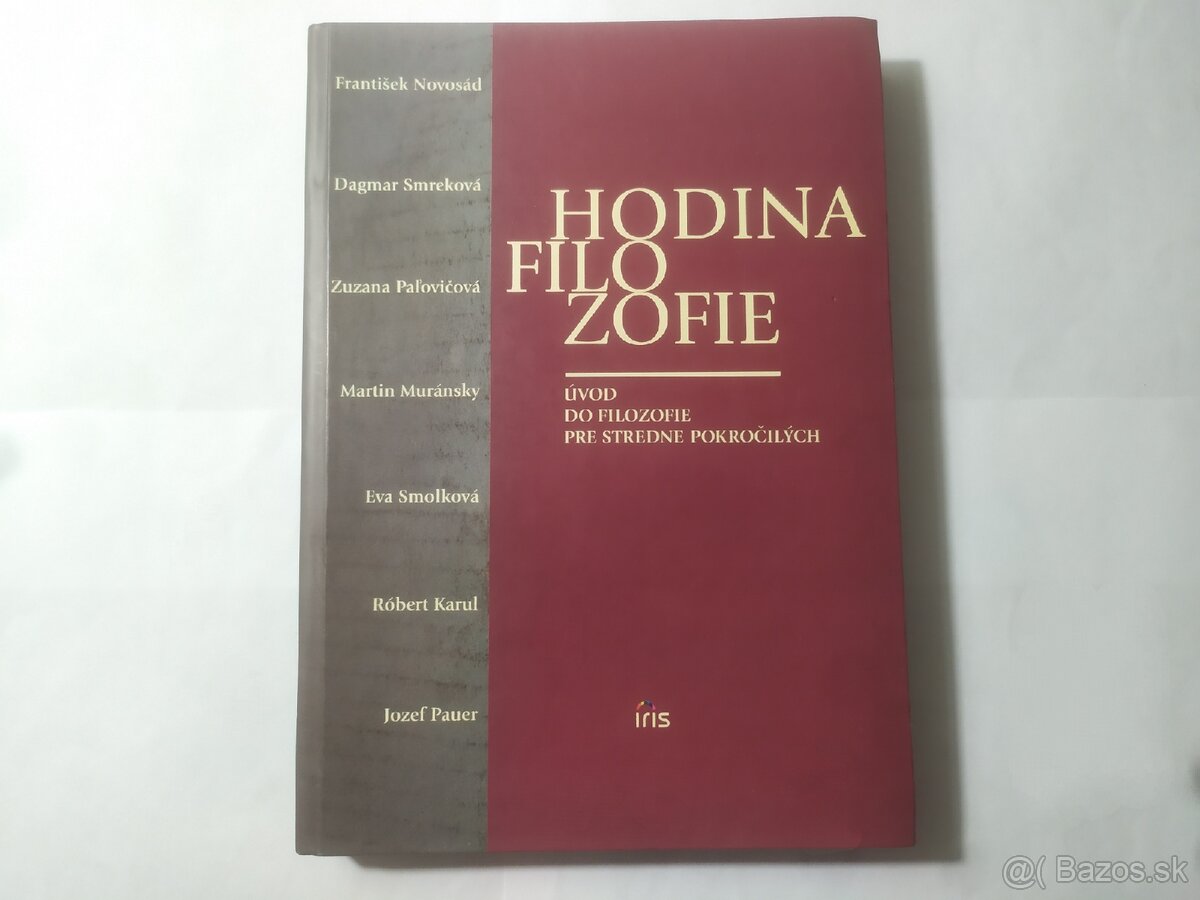 František Novosád
Dagmar Smreková
Zuzana Paľovičová
Martin Muránsky
Eva Smolková
Róbert Karul
Jozef Pauer
HODINA
FILO
ZOFIE
ÚVOD
DO FILOZOFIE
PRE STREDNE POKROČILÝCH
iris
@( Bazos.sk